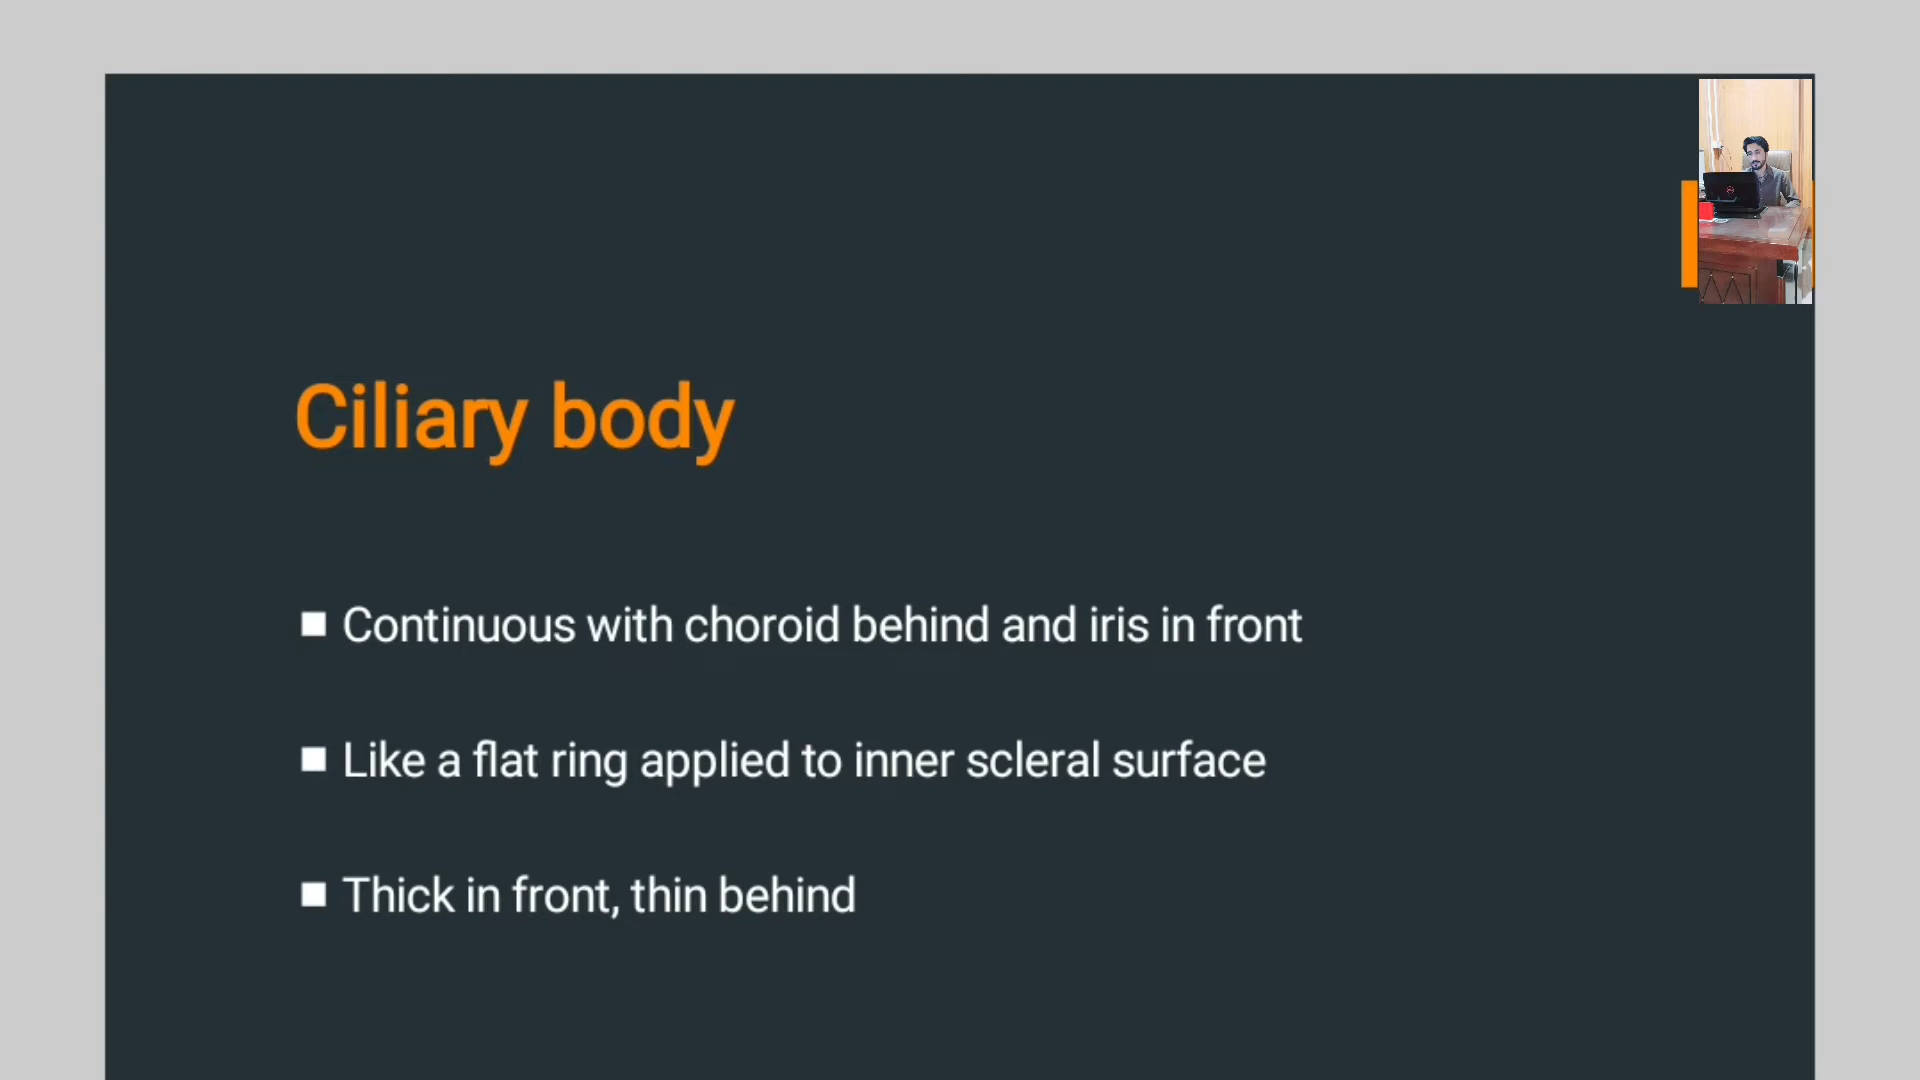 Ciliary body
■ Continuous with choroid behind and iris in front
■ Like a flat ring applied to inner scleral surface
■ Thick in front, thin behind